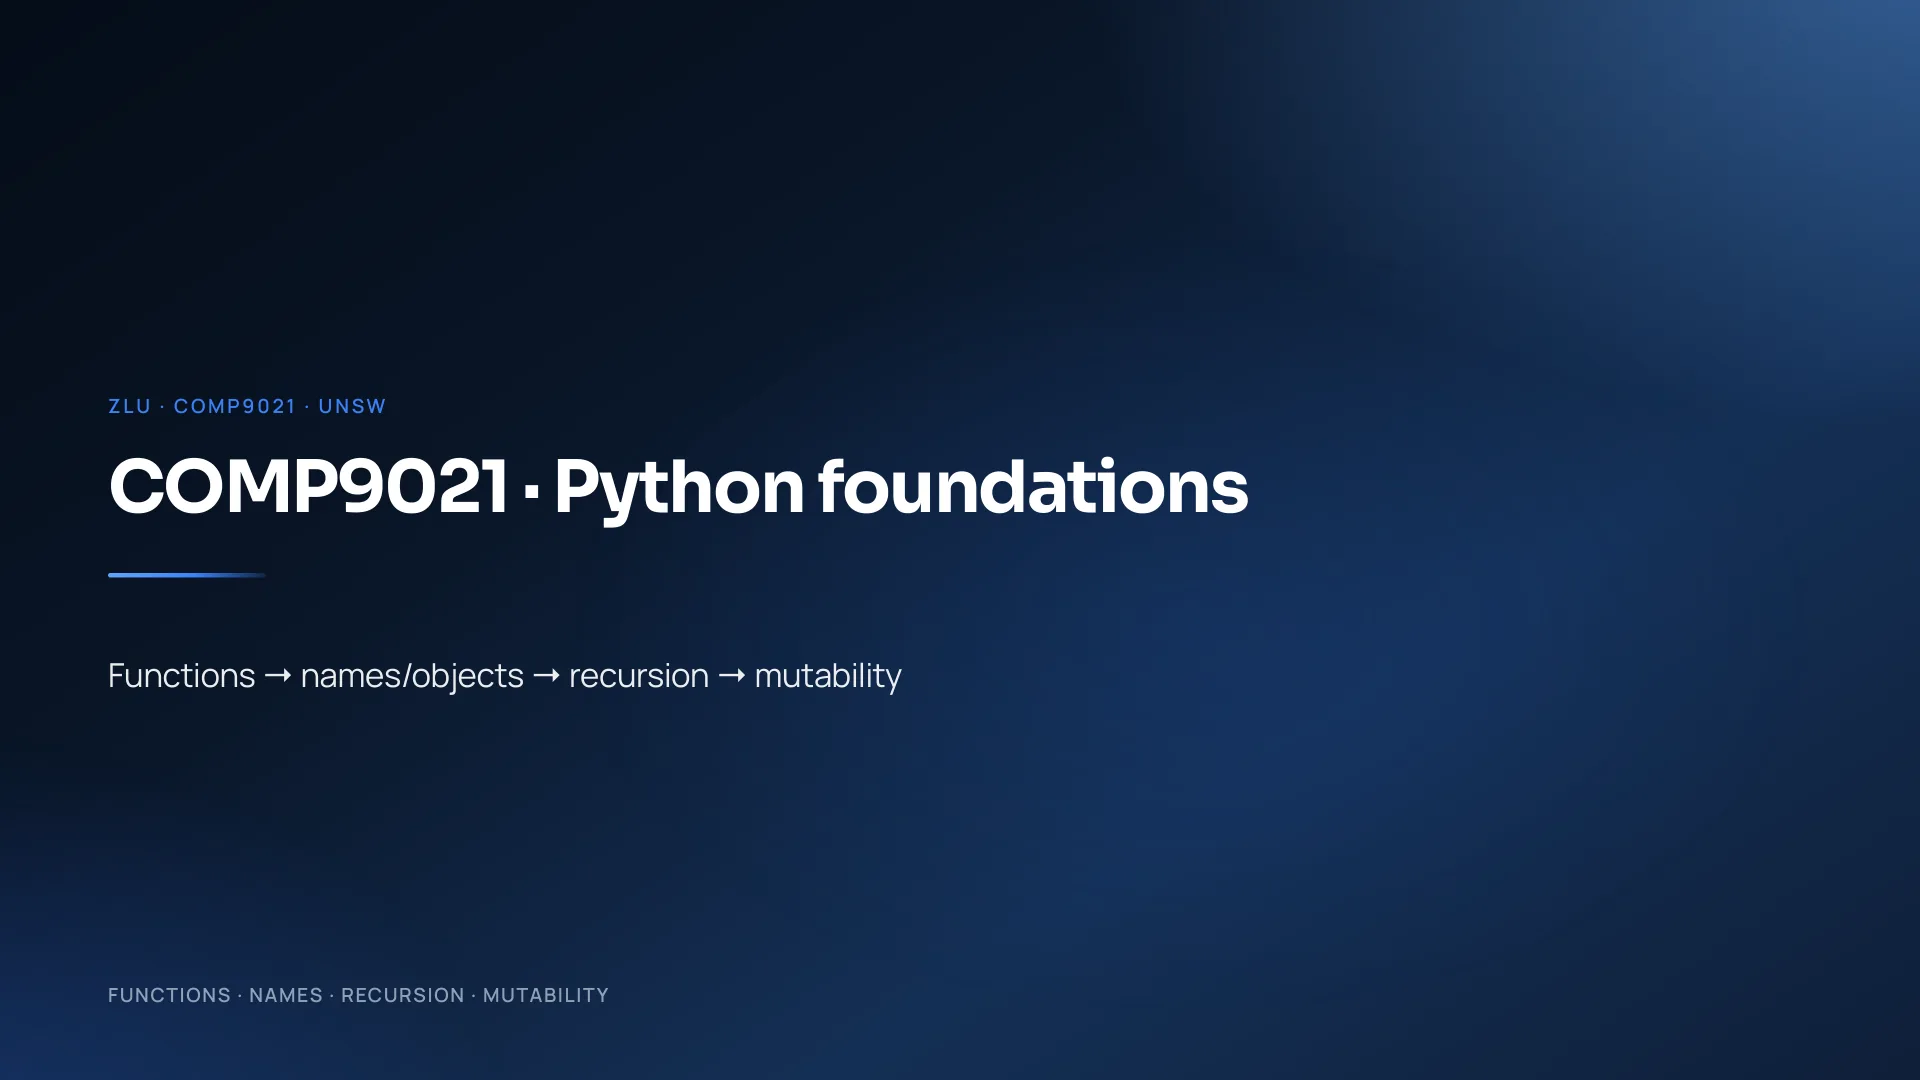 ZLU · COMP9021 · UNSW
COMP9021 · Python foundations
Functions → names/objects → recursion → mutability
FUNCTIONS · NAMES · RECURSION · MUTABILITY